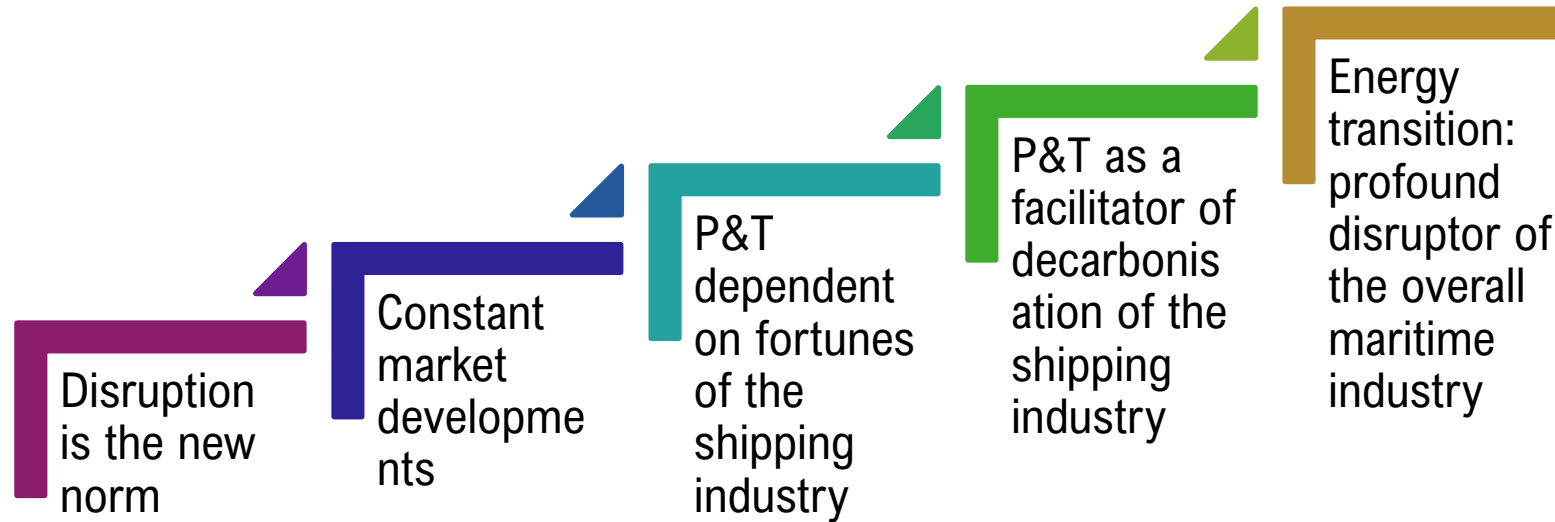 Disruption
is the new
norm
Constant
market
developme
nts
P&T
dependent
on fortunes
of the
shipping
industry
P&T as a
facilitator of
decarbonis
ation of the
shipping
industry
Energy
transition:
profound
disruptor of
the overall
maritime
industry